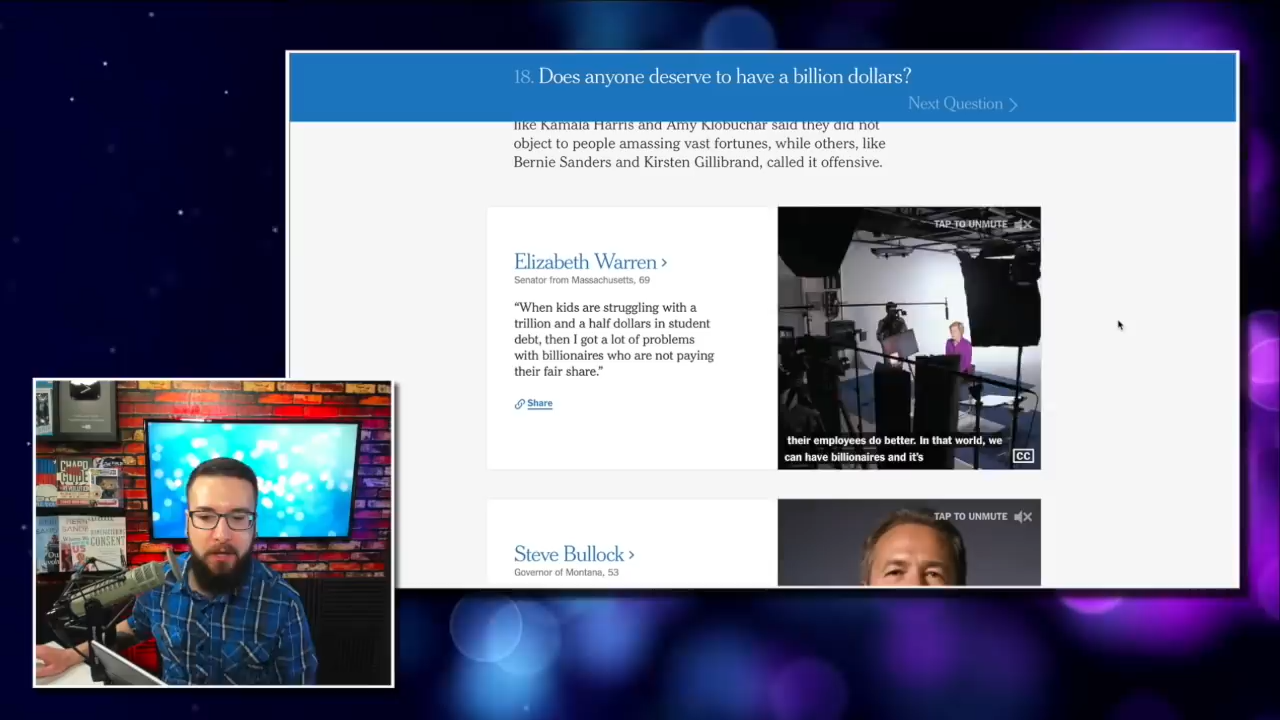 18. Does anyone deserve to have a billion dollars?
Next Question >
like Kamala Harris and Amy Klobuchar said they did not
object to people amassing vast fortunes, while others, like
Bernie Sanders and Kirsten Gillibrand, called it offensive.
Elizabeth Warren >
Senator from Massachusetts, 69
“When kids are struggling with a
trillion and a half dollars in student
debt, then I got a lot of problems
with billionaires who are not paying
their fair share.”
Share
TAP TO UNMUTE
their employees do better. In that world, we
can have billionaires and it's
CC
Steve Bullock >
Governor of Montana, 53
TAP TO UNMUTE
CHAPO
GUIDE
CONSENT